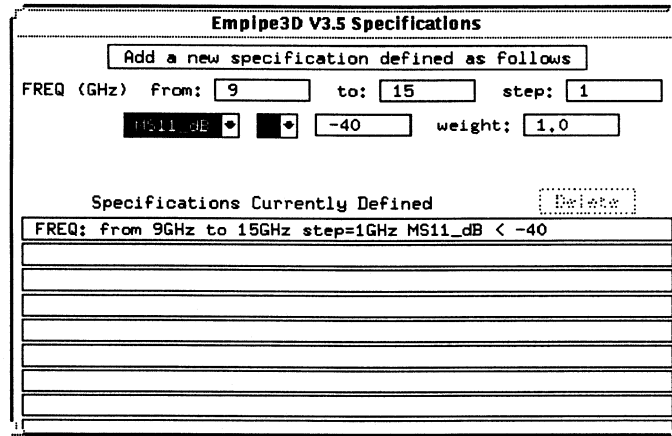 Empipe3D V3.5 Specifications
Add a new specification defined as follows
FREQ (GHz) from: 9 to: 15 step: 1
MS11_dB -40 weight: 1.0
Specifications Currently Defined Delete
FREQ: from 9GHz to 15GHz step=1GHz MS11_dB < -40